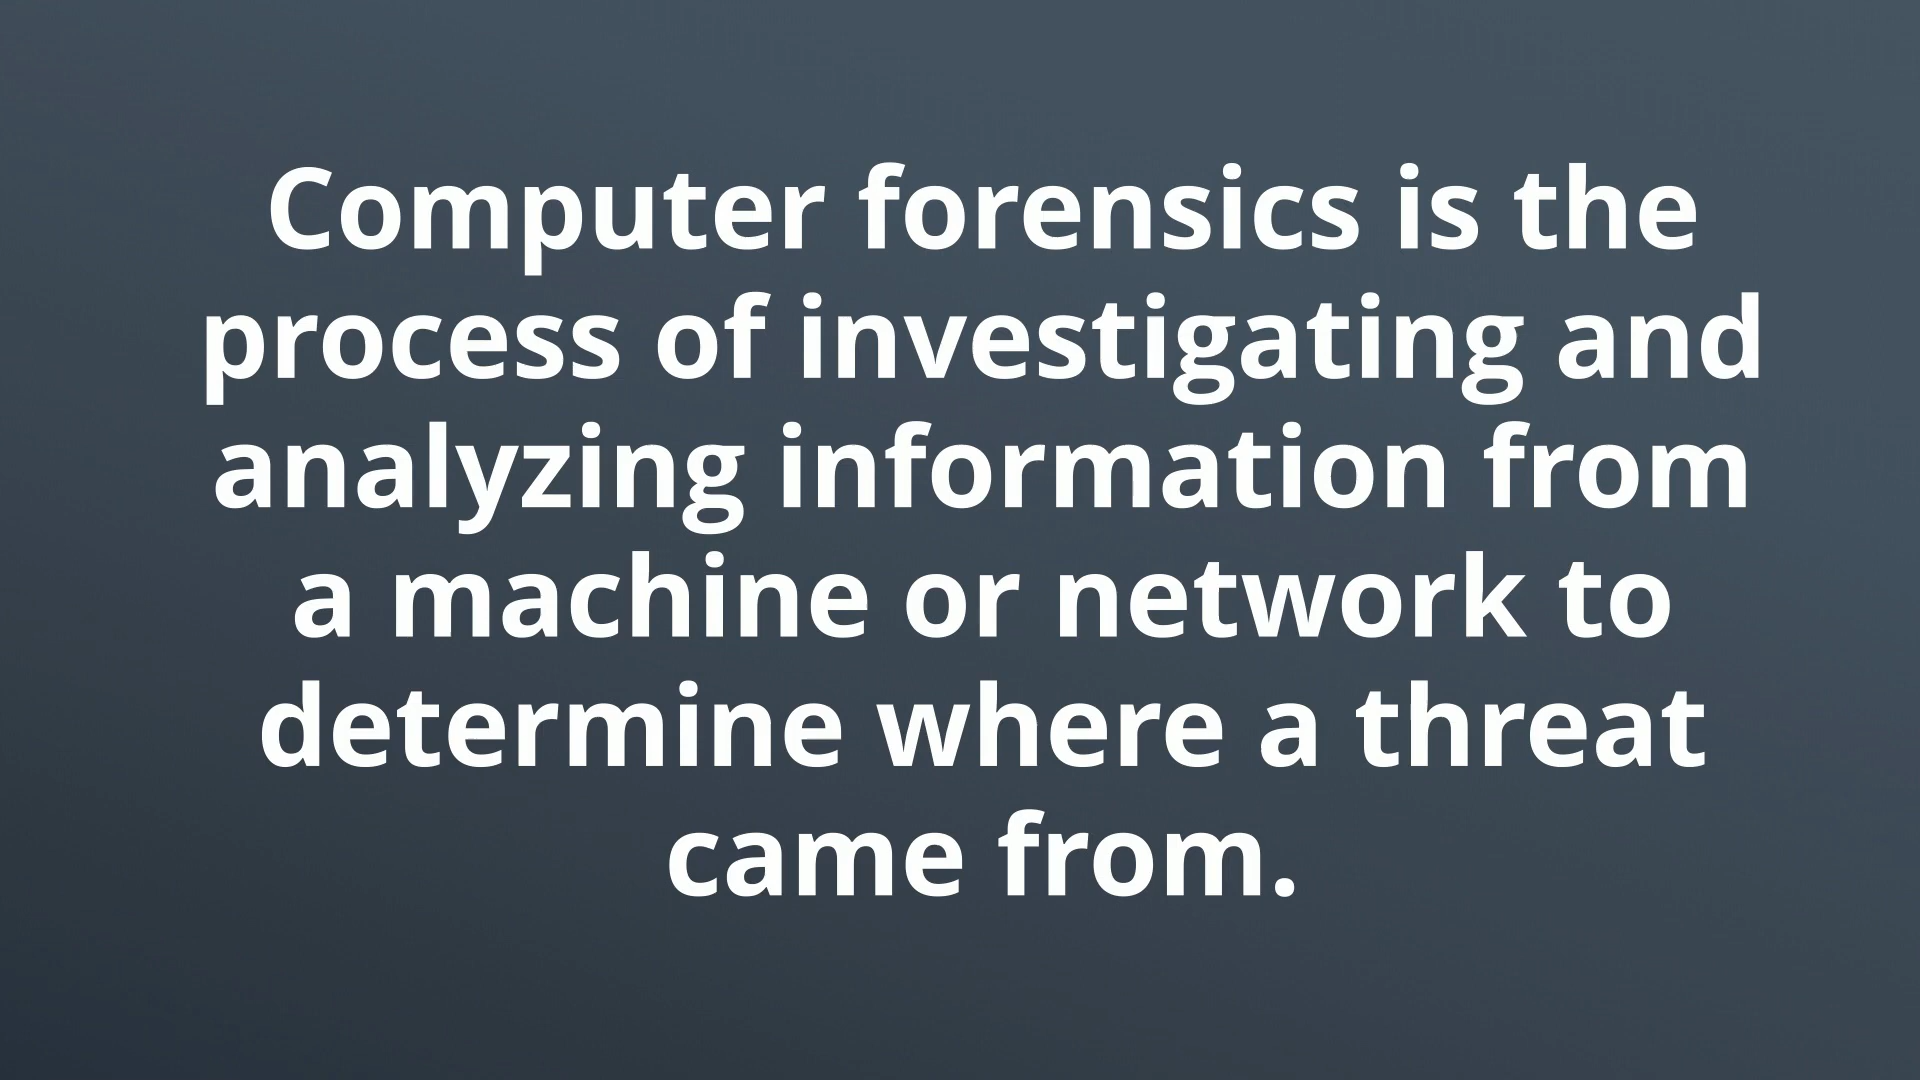 Computer forensics is the
process of investigating and
analyzing information from
a machine or network to
determine where a threat
came from.